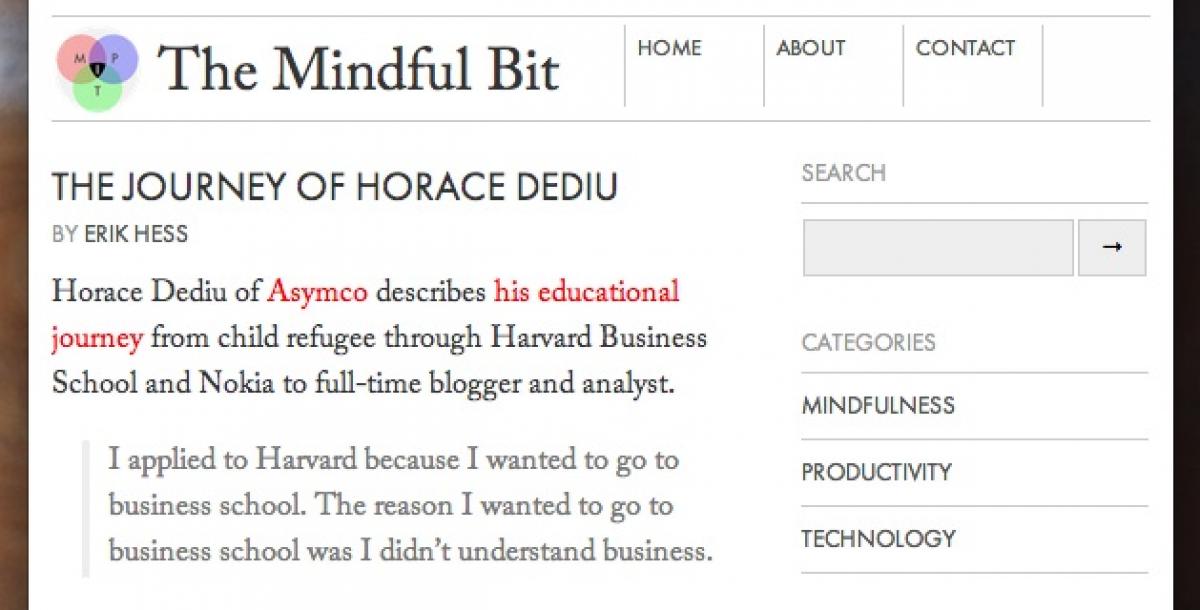 M P
T
The Mindful Bit
HOME
ABOUT
CONTACT
THE JOURNEY OF HORACE DEDIU
BY ERIK HESS
Horace Dediu of Asymco describes his educational
journey from child refugee through Harvard Business
School and Nokia to full-time blogger and analyst.
I applied to Harvard because I wanted to go to
business school. The reason I wanted to go to
business school was I didn’t understand business.
SEARCH
→
CATEGORIES
MINDFULNESS
PRODUCTIVITY
TECHNOLOGY